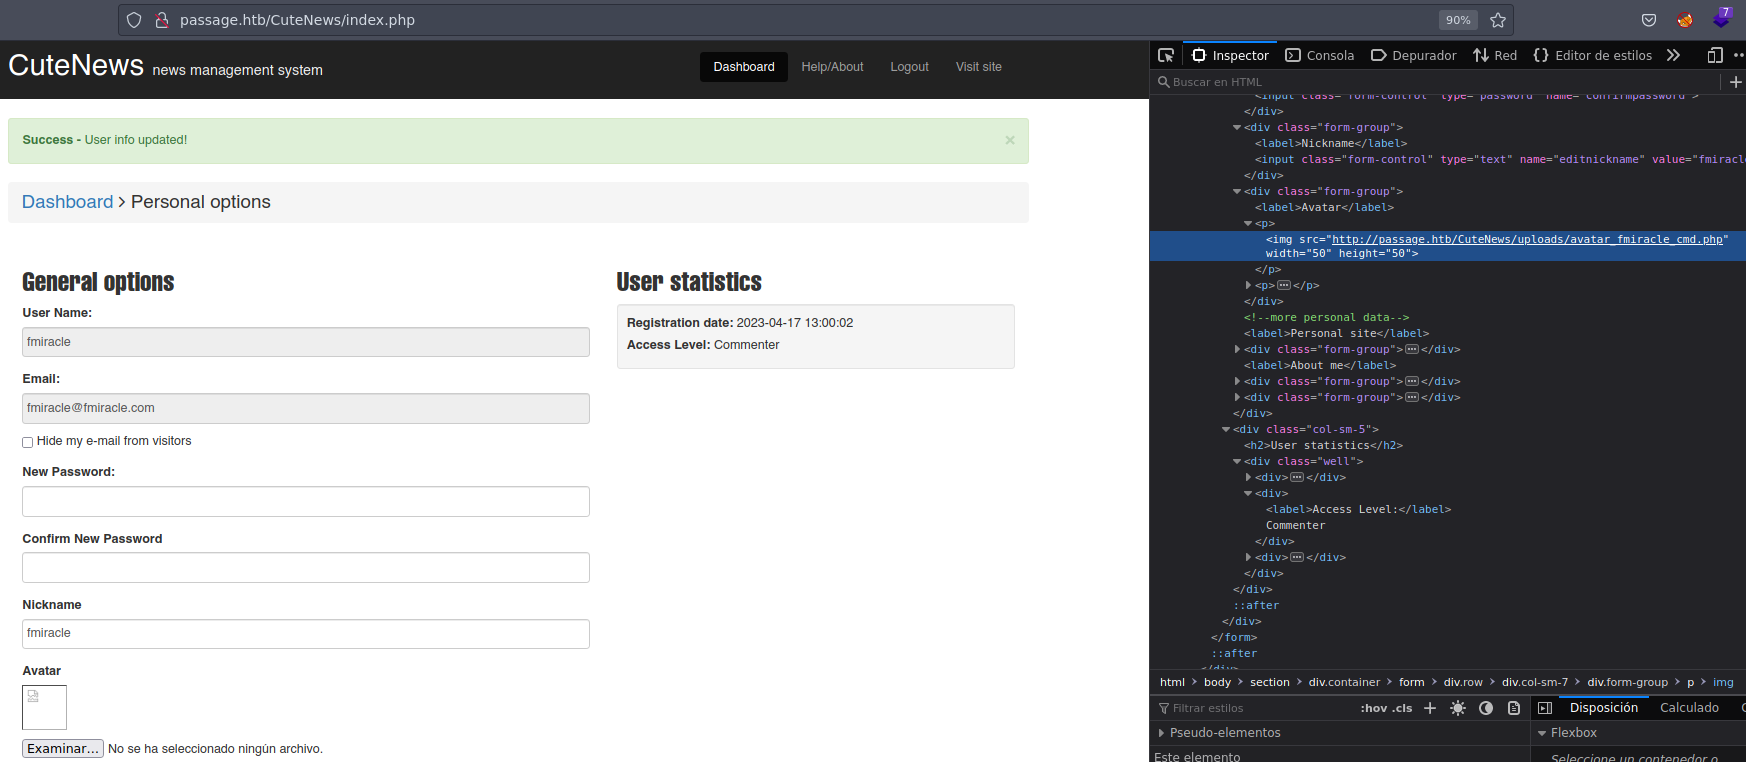 passage.htb/CuteNews/index.php
90%
7
CuteNews news management system
Dashboard Help/About Logout Visit site
Success - User info updated! ×
Dashboard > Personal options
General options
User Name:
fmiracle
Email:
fmiracle@fmiracle.com
Hide my e-mail from visitors
New Password:
Confirm New Password
Nickname
fmiracle
Avatar
Examinar... No se ha seleccionado ningún archivo.
User statistics
Registration date: 2023-04-17 13:00:02
Access Level: Commenter
Inspector Consola Depurador Red Editor de estilos
Buscar en HTML
<input class="form-control" type="password" name="confirmpassword">
</div>
<div class="form-group">
<label>Nickname</label>
<input class="form-control" type="text" name="editnickname" value="fmiracle
</div>
<div class="form-group">
<label>Avatar</label>
<p>
<img src="http://passage.htb/CuteNews/uploads/avatar_fmiracle_cmd.php"
width="50" height="50">
</p>
<p>…</p>
</div>
<!--more personal data-->
<label>Personal site</label>
<div class="form-group">…</div>
<label>About me</label>
<div class="form-group">…</div>
<div class="form-group">…</div>
</div>
<div class="col-sm-5">
<h2>User statistics</h2>
<div class="well">
<div>…</div>
<div>
<label>Access Level:</label>
Commenter
</div>
<div>…</div>
</div>
</div>
::after
</div>
</form>
::after
</div>
html > body > section > div.container > form > div.row > div.col-sm-7 > div.form-group > p > img
Filtrar estilos :hov .cls
Disposición Calculado
Pseudo-elementos
Este elemento
Flexbox
Seleccione un contenedor o